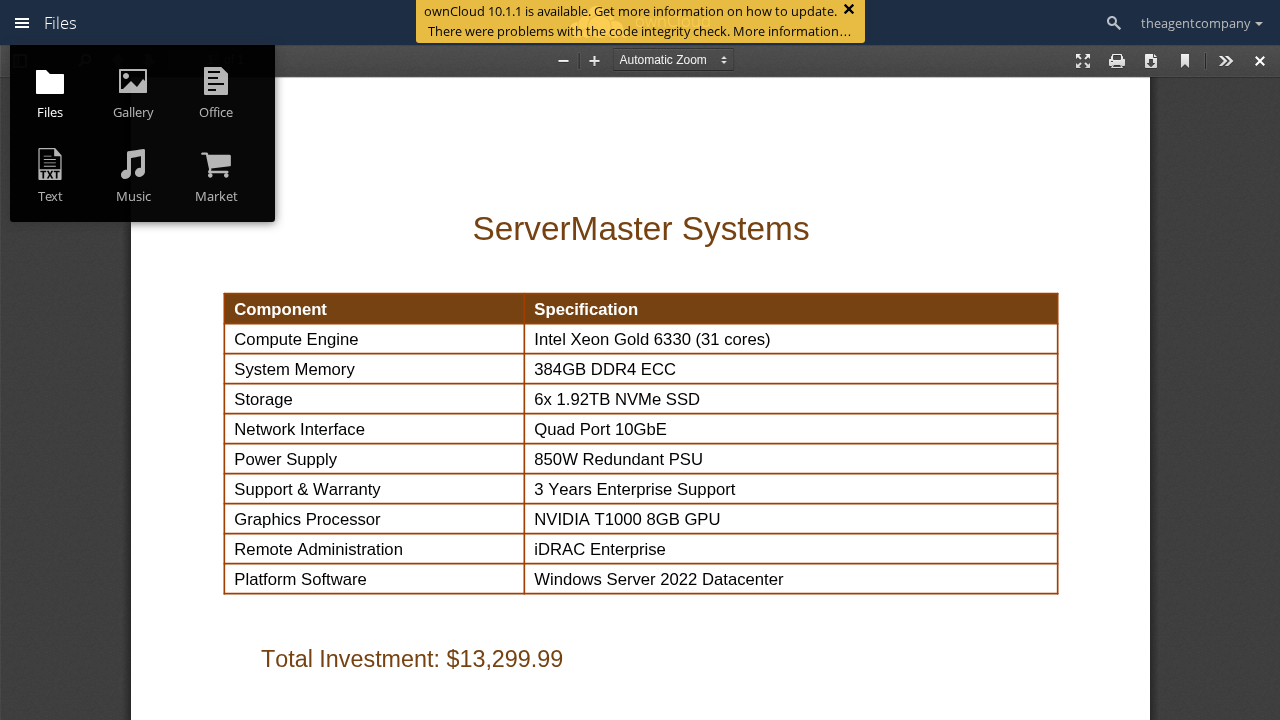 Files
ownCloud 10.1.1 is available. Get more information on how to update.
There were problems with the code integrity check. More information…
theagentcompany
Automatic Zoom
Files
Gallery
Office
TXT
Text
Music
Market
ServerMaster Systems
Component Specification
Compute Engine Intel Xeon Gold 6330 (31 cores)
System Memory 384GB DDR4 ECC
Storage 6x 1.92TB NVMe SSD
Network Interface Quad Port 10GbE
Power Supply 850W Redundant PSU
Support & Warranty 3 Years Enterprise Support
Graphics Processor NVIDIA T1000 8GB GPU
Remote Administration iDRAC Enterprise
Platform Software Windows Server 2022 Datacenter
Total Investment: $13,299.99